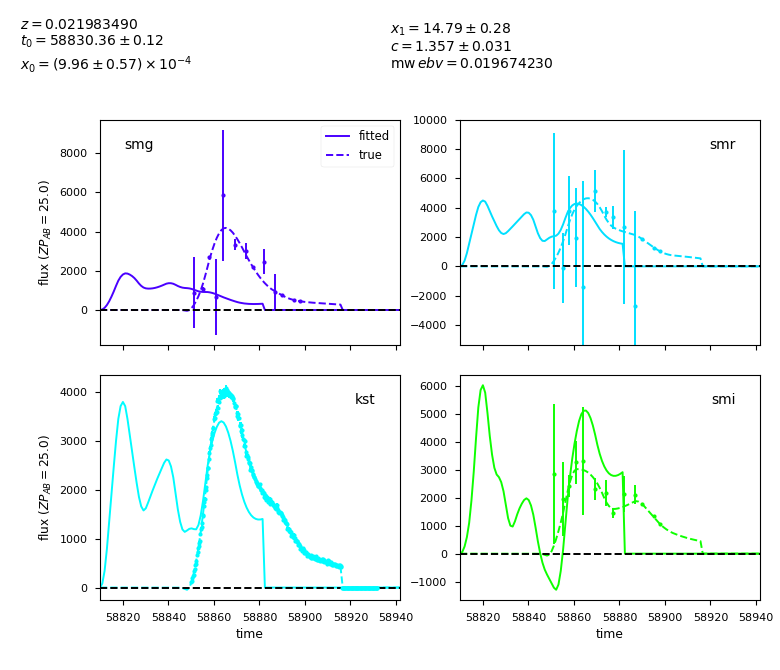 z = 0.021983490
t₀ = 58830.36 ± 0.12
x₀ = (9.96 ± 0.57) × 10⁻⁴
x₁ = 14.79 ± 0.28
c = 1.357 ± 0.031
mw ebv = 0.019674230
smg
fitted
true
8000
6000
4000
2000
0
flux (ZP_AB = 25.0)
smr
10000
8000
6000
4000
2000
0
−2000
−4000
kst
4000
3000
2000
1000
0
flux (ZP_AB = 25.0)
58820 58840 58860 58880 58900 58920 58940
time
smi
6000
5000
4000
3000
2000
1000
0
−1000
58820 58840 58860 58880 58900 58920 58940
time